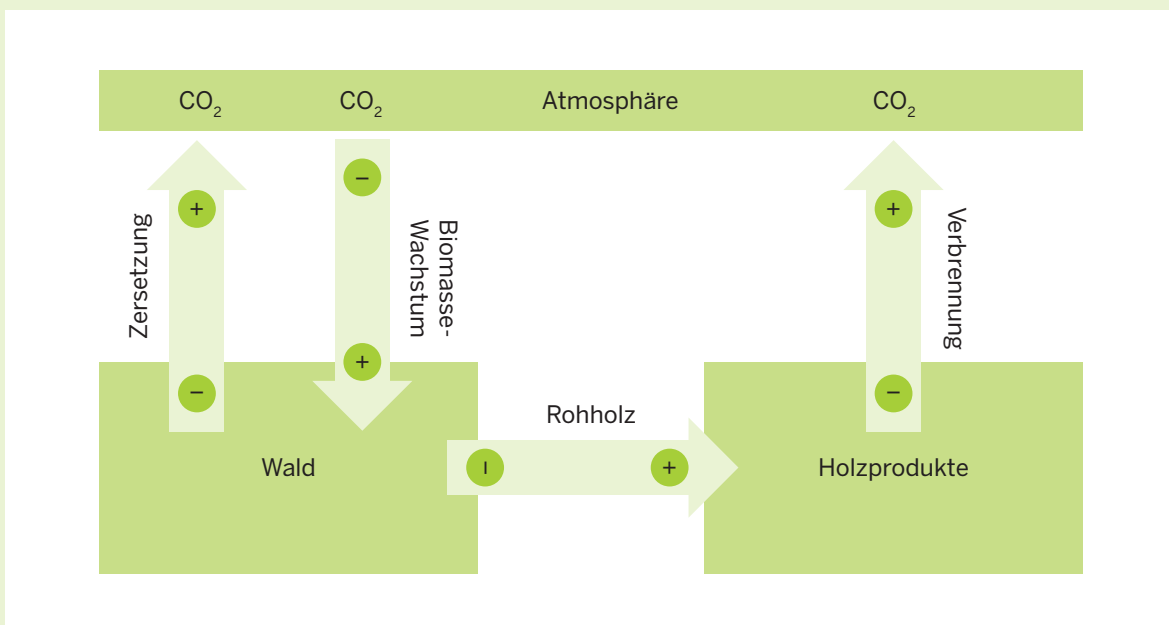 CO₂ CO₂ Atmosphäre CO₂
+
−
+
Zersetzung
Biomasse-
Wachstum
Verbrennung
+
−
−
Rohholz
Wald
−
+
Holzprodukte